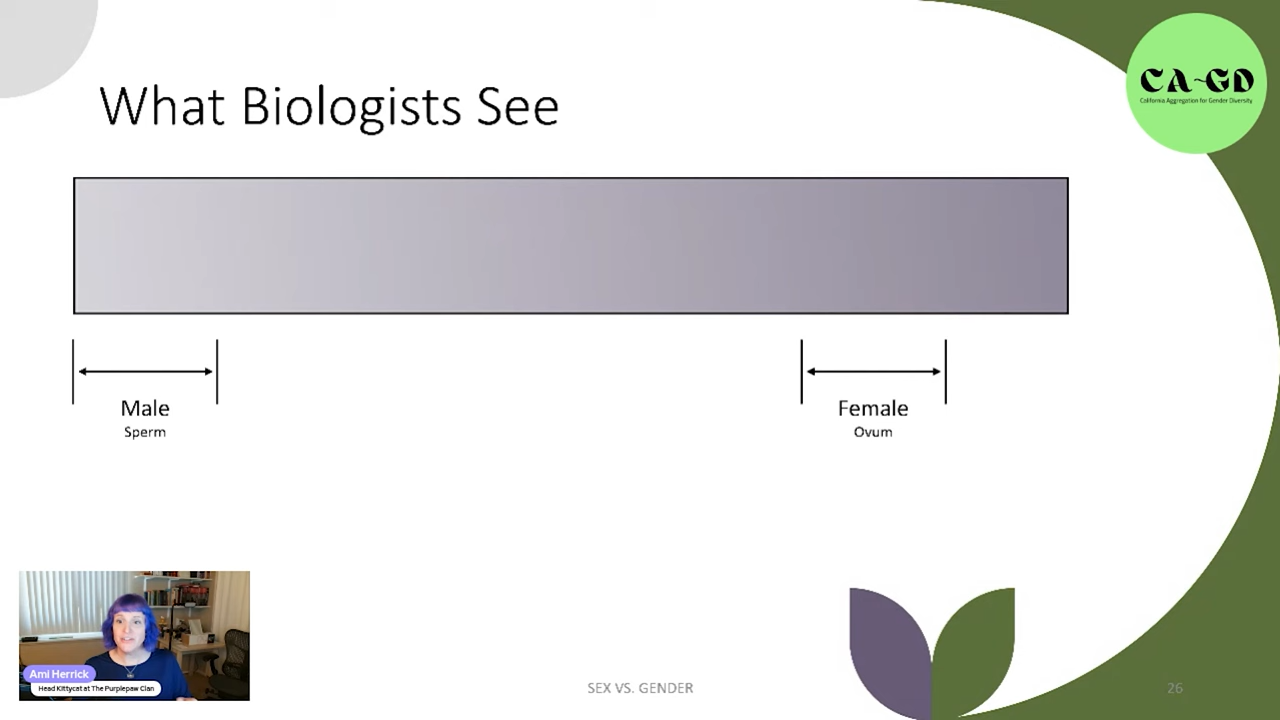 What Biologists See
CA~GD
California Aggregation for Gender Diversity
Male
Sperm
Female
Ovum
Ami Herrick
Head Kittycat at The Purplepaw Clan
SEX VS. GENDER
26